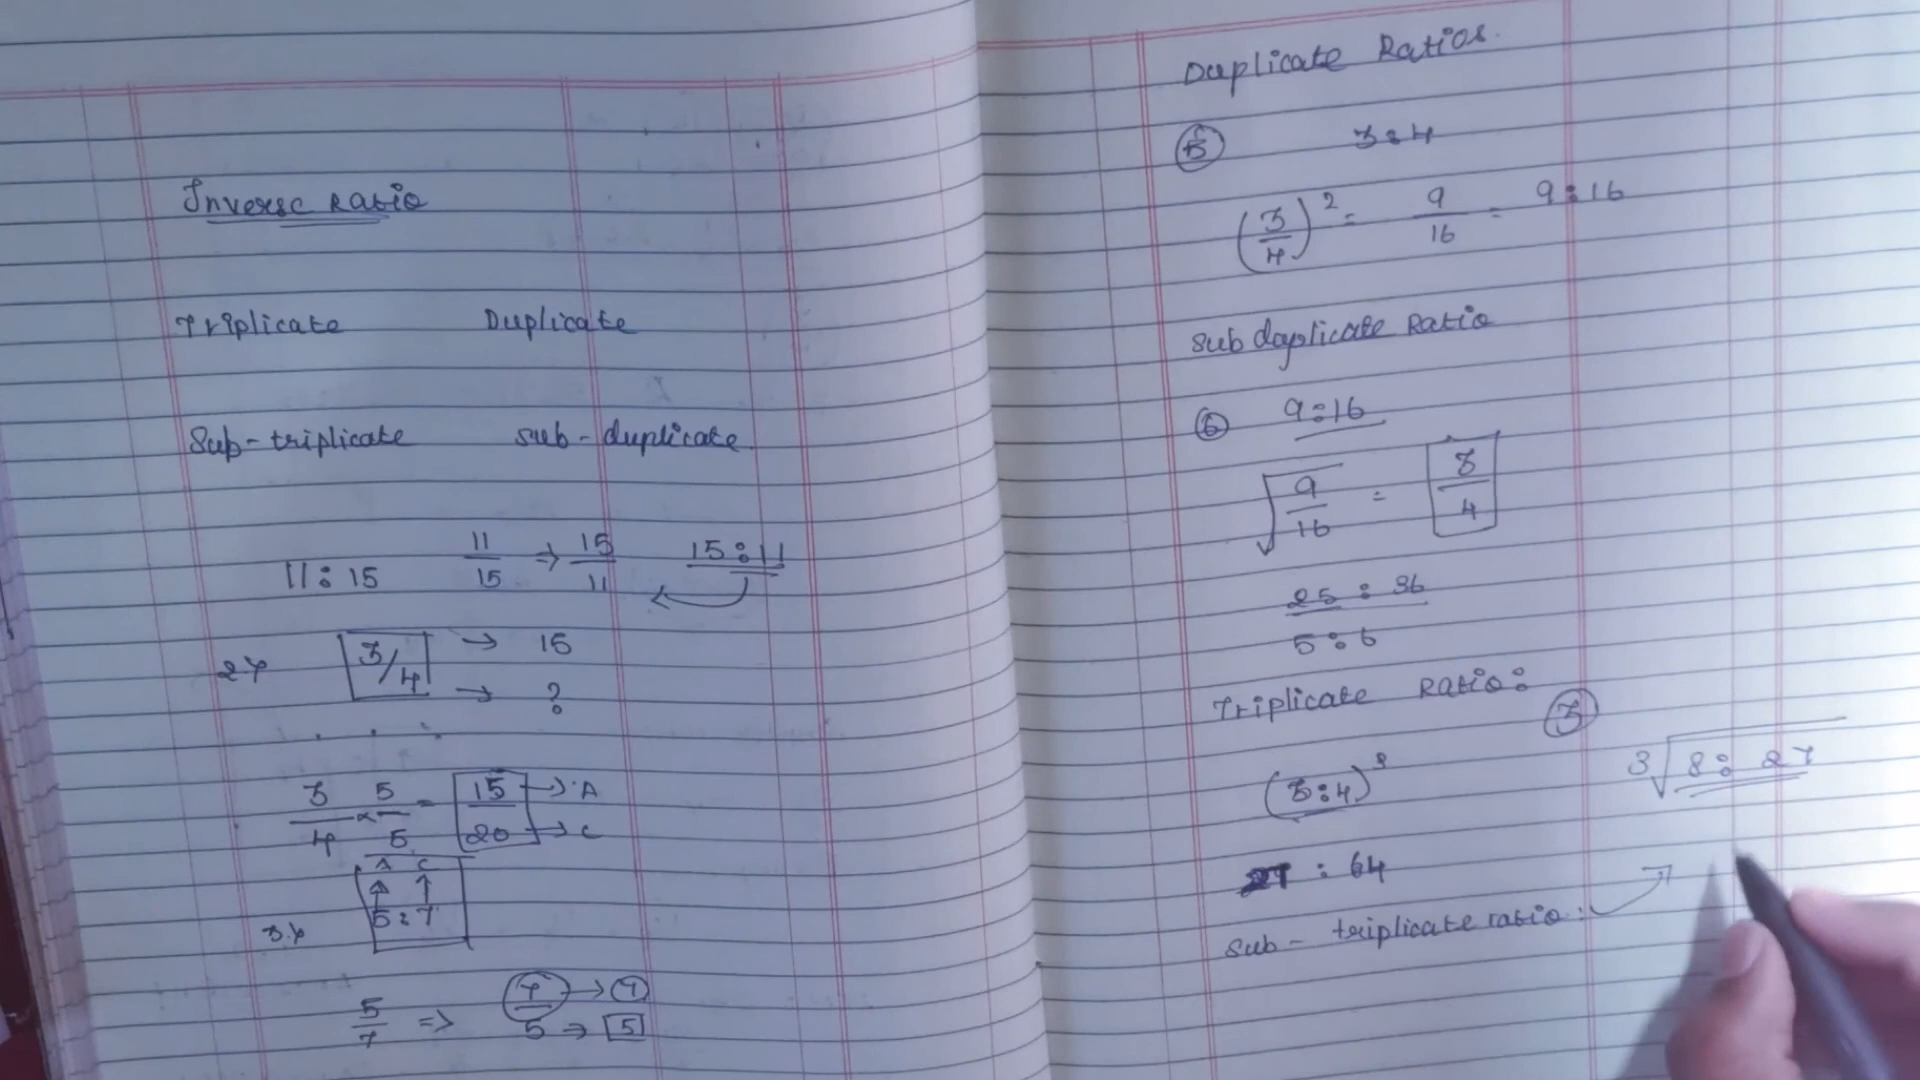 Inverse Ratio
Triplicate Duplicate
Sub-triplicate sub-duplicate
11 : 15 11/15 ⇒ 15/11 15 : 11
2. 3/4 → 15
→ ?
3/4 × 5/5 = 15/20 → A → C
A C
3. 5 : 7
5/7 ⇒ 7/5 → 7 → 5
Duplicate Ratios.
5 3 : 4
(3/4)² = 9/16 = 9 : 16
Sub duplicate Ratio
6 9 : 16
√9/16 = 3/4
25 : 36
5 : 6
Triplicate Ratio :
(3 : 4)³
27 : 64
Sub - triplicate ratio :
3√8 : 27